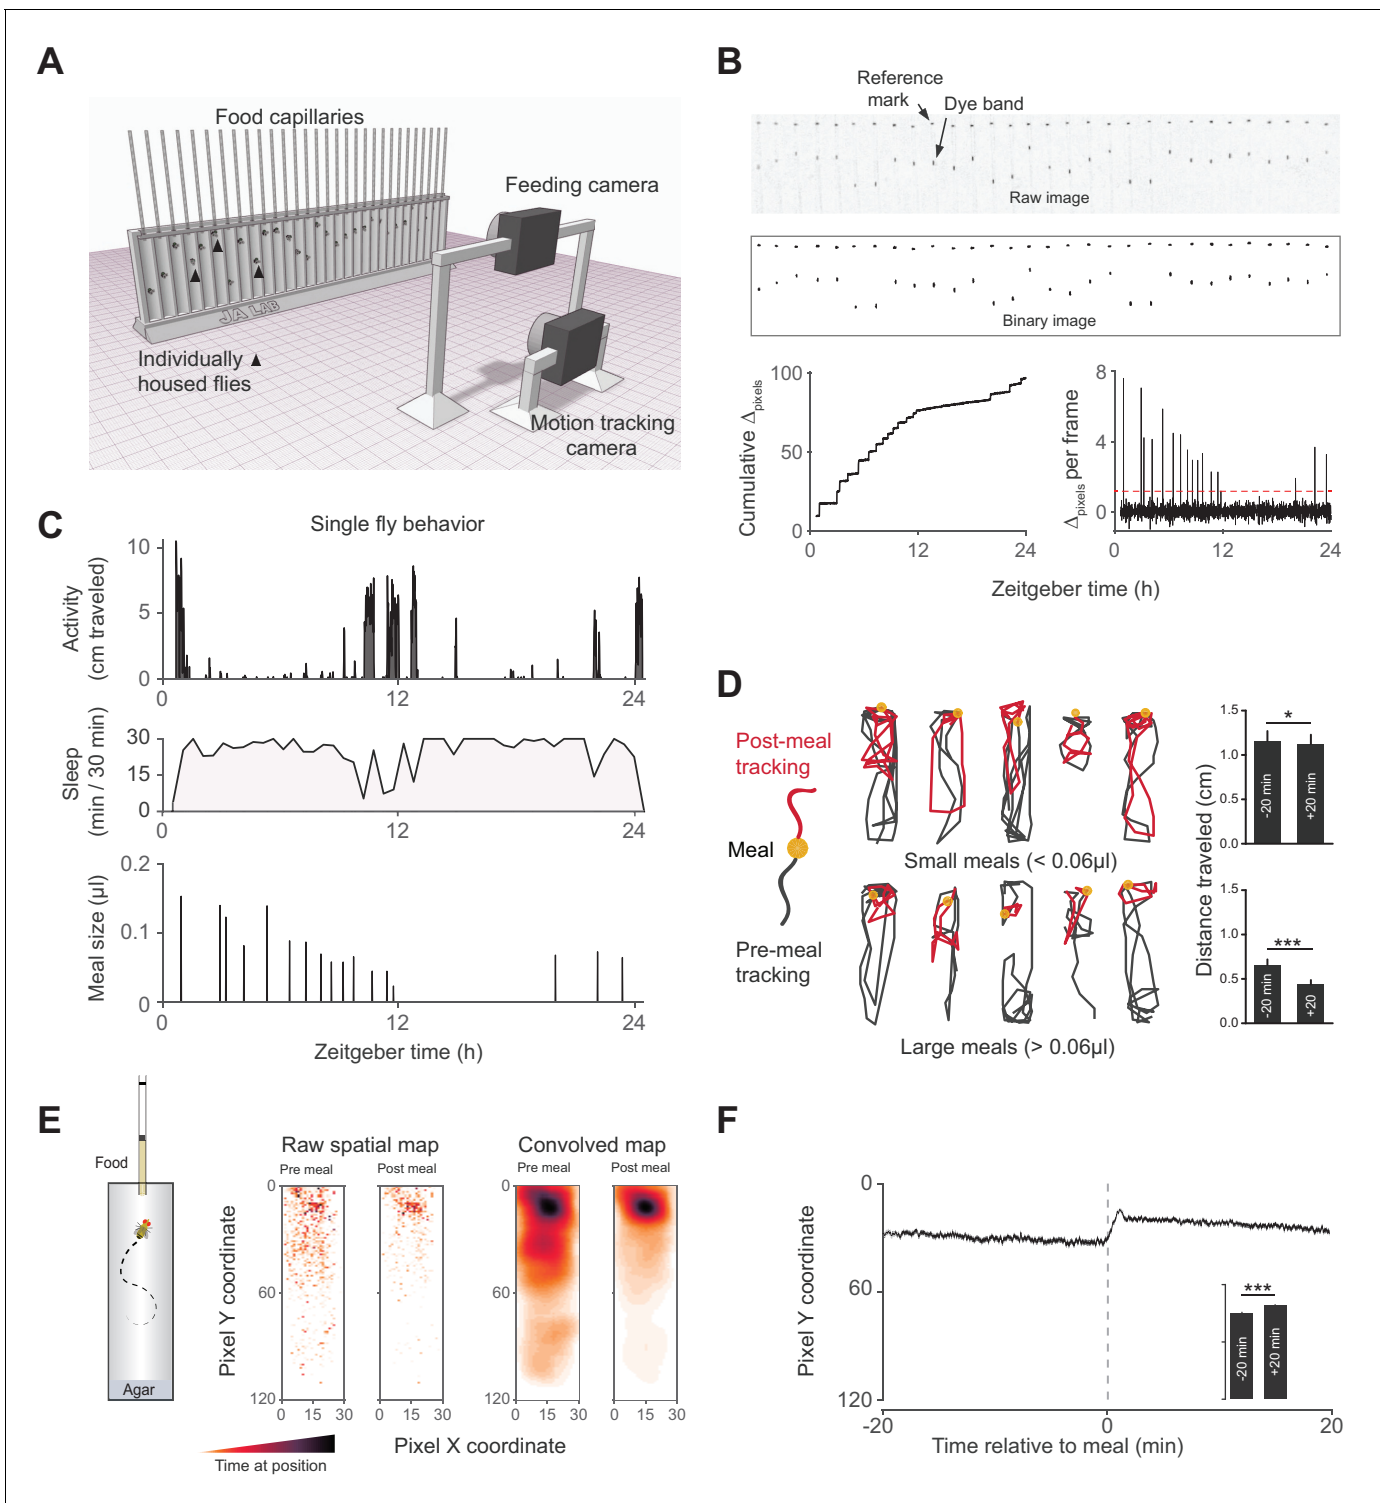 A
Food capillaries
Feeding camera
JA LAB
Individually
housed flies
Motion tracking
camera
B
Reference
mark
Dye band
Raw image
Binary image
Cumulative Δpixels
100
50
0
0
12
24
Δpixels per frame
8
4
0
0
12
24
Zeitgeber time (h)
C
Single fly behavior
Activity
(cm traveled)
10
5
0
0
12
24
Sleep
(min / 30 min)
30
15
0
0
12
24
Meal size (µl)
0.2
0.1
0
0
12
24
Zeitgeber time (h)
D
Post-meal
tracking
Meal
Pre-meal
tracking
Small meals (< 0.06µl)
Large meals (> 0.06µl)
Distance traveled (cm)
1.5
1.0
0.5
0.0
*
-20 min
+20 min
1.5
1.0
0.5
0.0
***
-20 min
+20
E
Food
Agar
Raw spatial map
Pre meal
Post meal
Convolved map
Pre meal
Post meal
Pixel Y coordinate
0
60
120
0
15
30
0
15
30
0
60
120
0
15
30
0
15
30
Pixel X coordinate
Time at position
F
Pixel Y coordinate
0
60
120
-20
0
20
Time relative to meal (min)
***
-20 min
+20 min